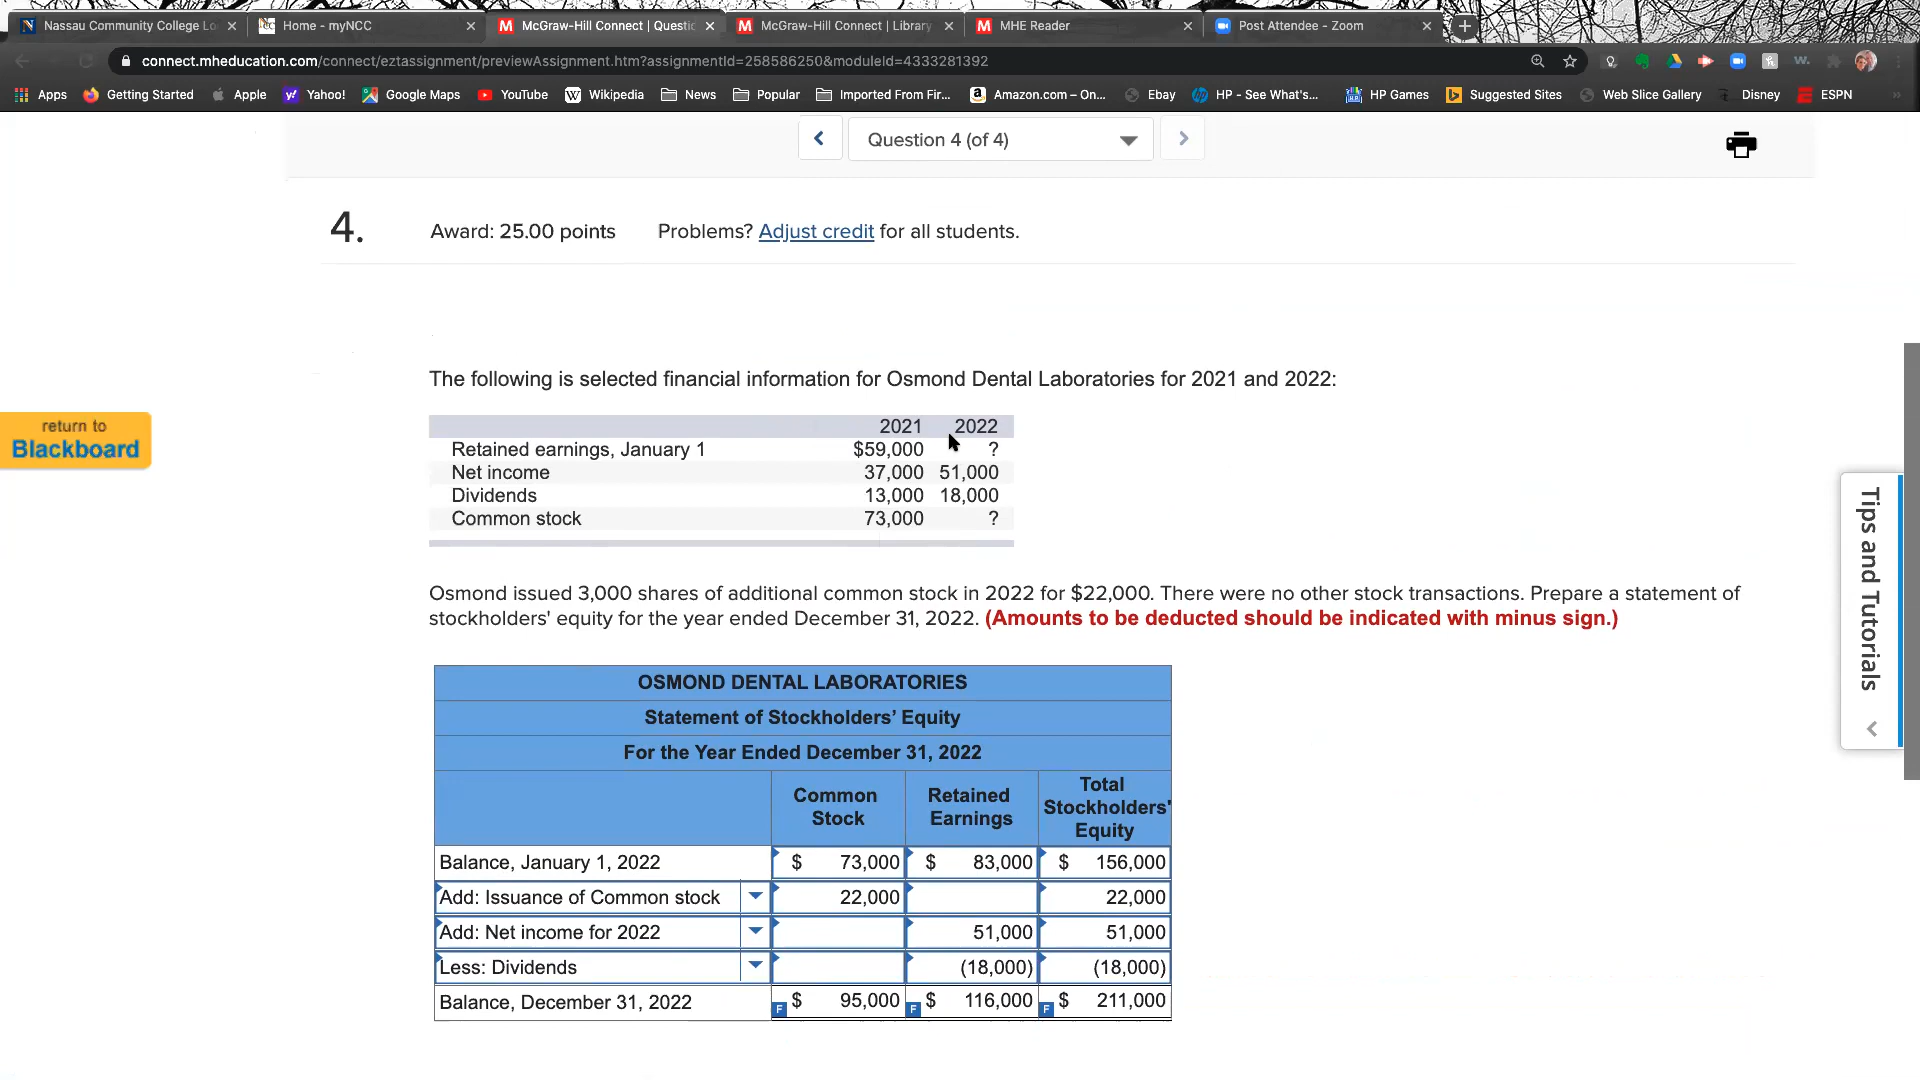 Nassau Community College Lo
Home - myNCC
McGraw-Hill Connect | Questio
McGraw-Hill Connect | Library
MHE Reader
Post Attendee - Zoom
connect.mheducation.com/connect/eztassignment/previewAssignment.htm?assignmentId=258586250&moduleId=4333281392
Apps Getting Started Apple Yahoo! Google Maps YouTube Wikipedia News Popular Imported From Fir... Amazon.com – On... Ebay HP - See What's... HP Games Suggested Sites Web Slice Gallery Disney ESPN
Question 4 (of 4)
4. Award: 25.00 points Problems? Adjust credit for all students.
The following is selected financial information for Osmond Dental Laboratories for 2021 and 2022:
return to
Blackboard
2021 2022
Retained earnings, January 1 $59,000 ?
Net income 37,000 51,000
Dividends 13,000 18,000
Common stock 73,000 ?
Tips and Tutorials
Osmond issued 3,000 shares of additional common stock in 2022 for $22,000. There were no other stock transactions. Prepare a statement of
stockholders' equity for the year ended December 31, 2022. (Amounts to be deducted should be indicated with minus sign.)
OSMOND DENTAL LABORATORIES
Statement of Stockholders’ Equity
For the Year Ended December 31, 2022
Common
Stock
Retained
Earnings
Total
Stockholders'
Equity
Balance, January 1, 2022 $ 73,000 $ 83,000 $ 156,000
Add: Issuance of Common stock 22,000 22,000
Add: Net income for 2022 51,000 51,000
Less: Dividends (18,000) (18,000)
Balance, December 31, 2022 F $ 95,000 F $ 116,000 F $ 211,000